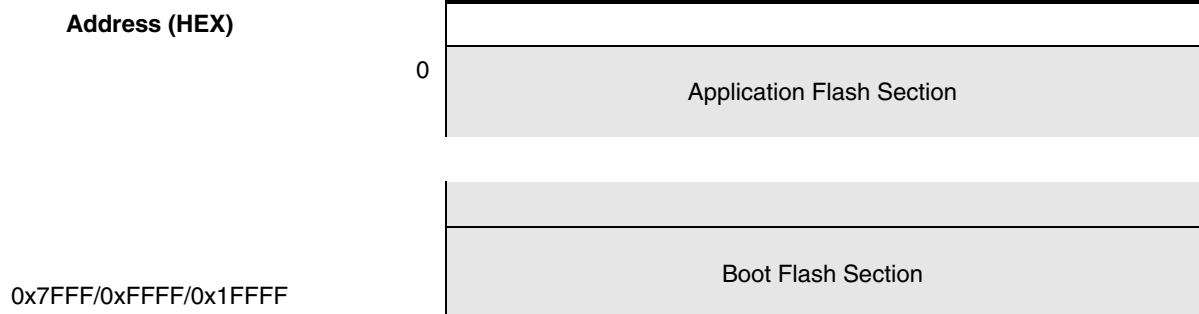 Address (HEX)
0
Application Flash Section
Boot Flash Section
0x7FFF/0xFFFF/0x1FFFF